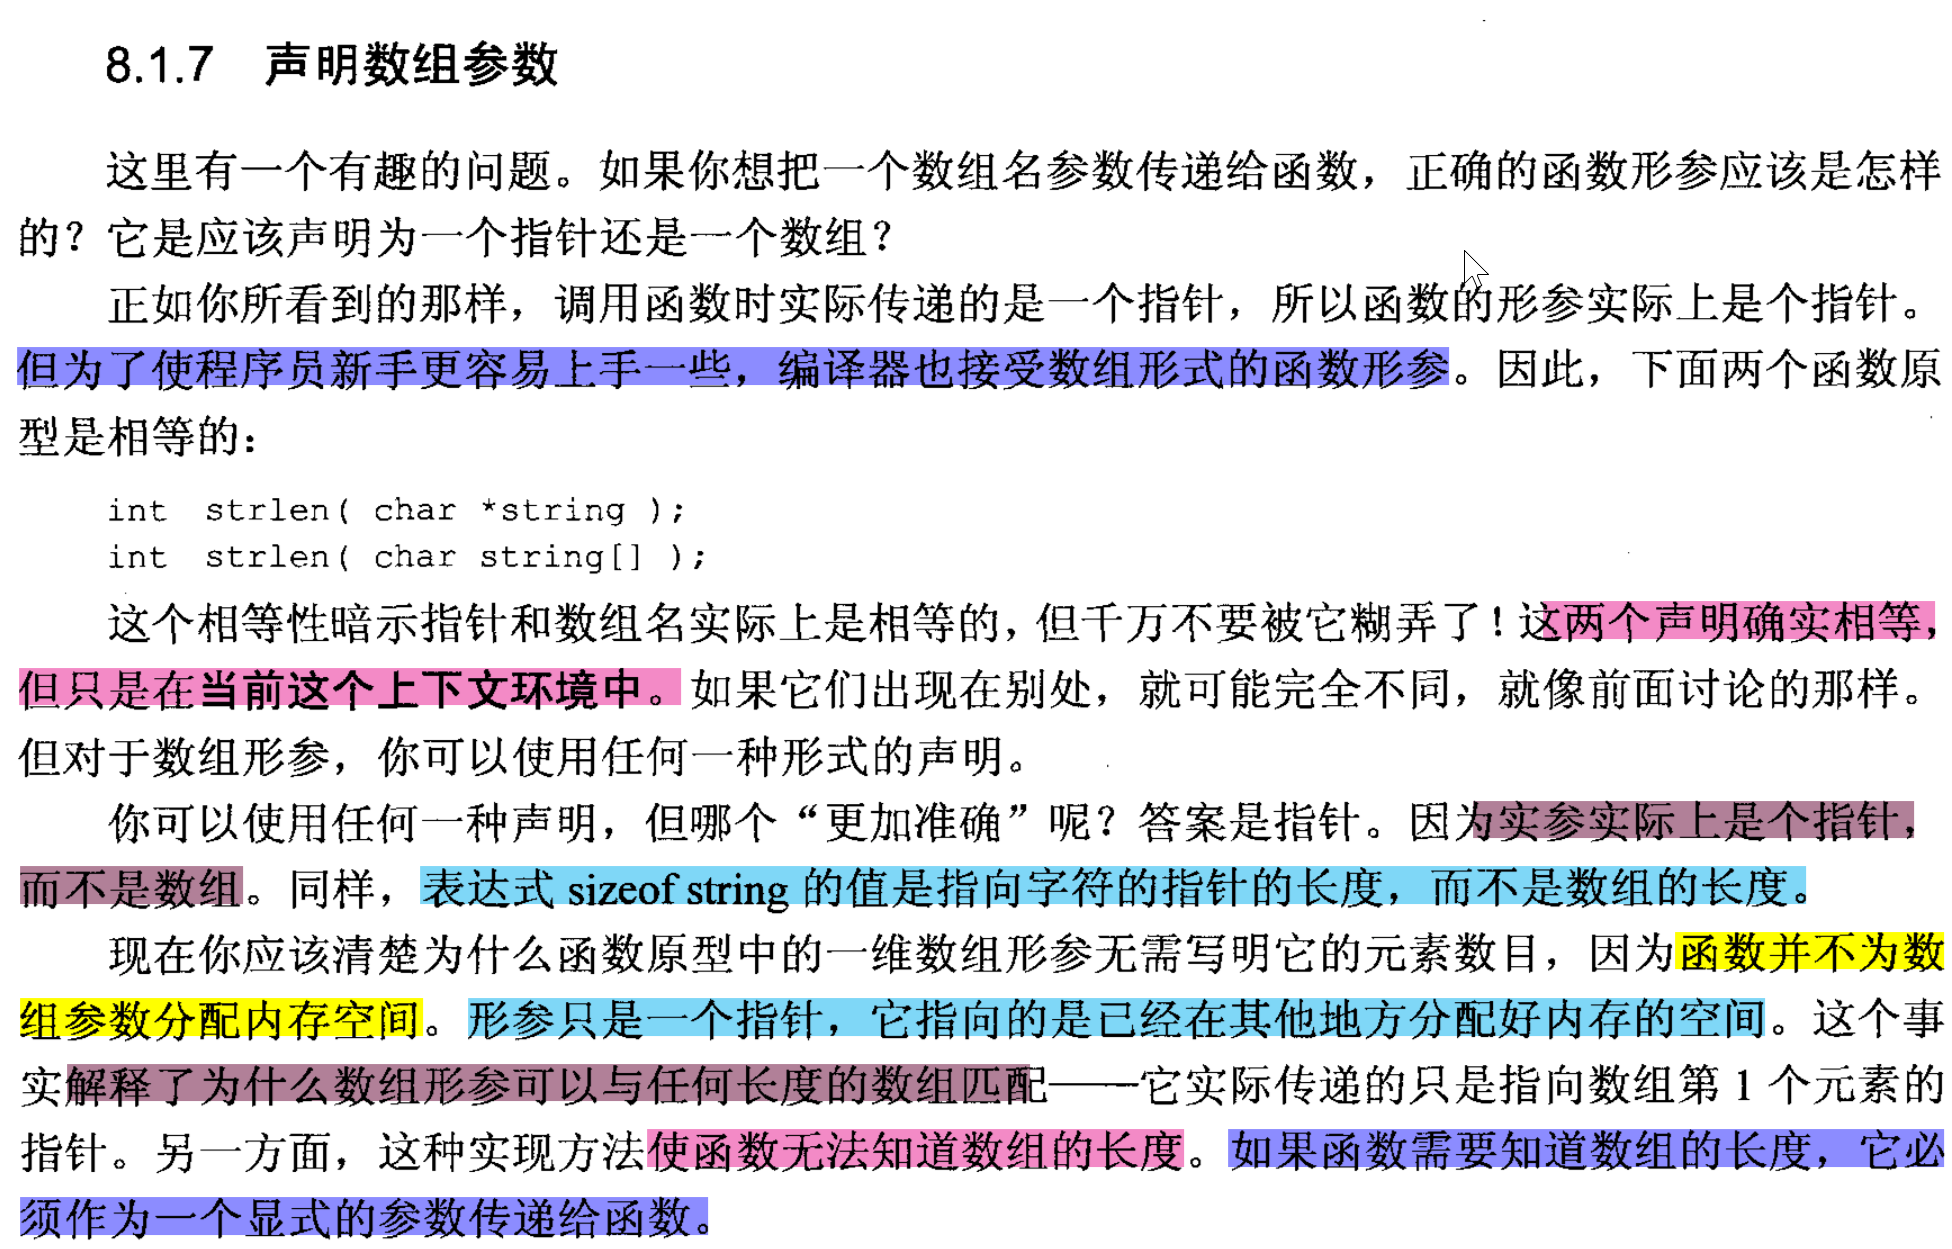 8.1.7 声明数组参数
这里有一个有趣的问题。如果你想把一个数组名参数传递给函数，正确的函数形参应该是怎样
的？它是应该声明为一个指针还是一个数组？
正如你所看到的那样，调用函数时实际传递的是一个指针，所以函数的形参实际上是个指针。
但为了使程序员新手更容易上手一些，编译器也接受数组形式的函数形参。因此，下面两个函数原
型是相等的：
int strlen( char *string );
int strlen( char string[] );
这个相等性暗示指针和数组名实际上是相等的，但千万不要被它糊弄了！这两个声明确实相等，
但只是在当前这个上下文环境中。如果它们出现在别处，就可能完全不同，就像前面讨论的那样。
但对于数组形参，你可以使用任何一种形式的声明。
你可以使用任何一种声明，但哪个“更加准确”呢？答案是指针。因为实参实际上是个指针，
而不是数组。同样，表达式 sizeof string 的值是指向字符的指针的长度，而不是数组的长度。
现在你应该清楚为什么函数原型中的一维数组形参无需写明它的元素数目，因为函数并不为数
组参数分配内存空间。形参只是一个指针，它指向的是已经在其他地方分配好内存的空间。这个事
实解释了为什么数组形参可以与任何长度的数组匹配——它实际传递的只是指向数组第 1 个元素的
指针。另一方面，这种实现方法使函数无法知道数组的长度。如果函数需要知道数组的长度，它必
须作为一个显式的参数传递给函数。